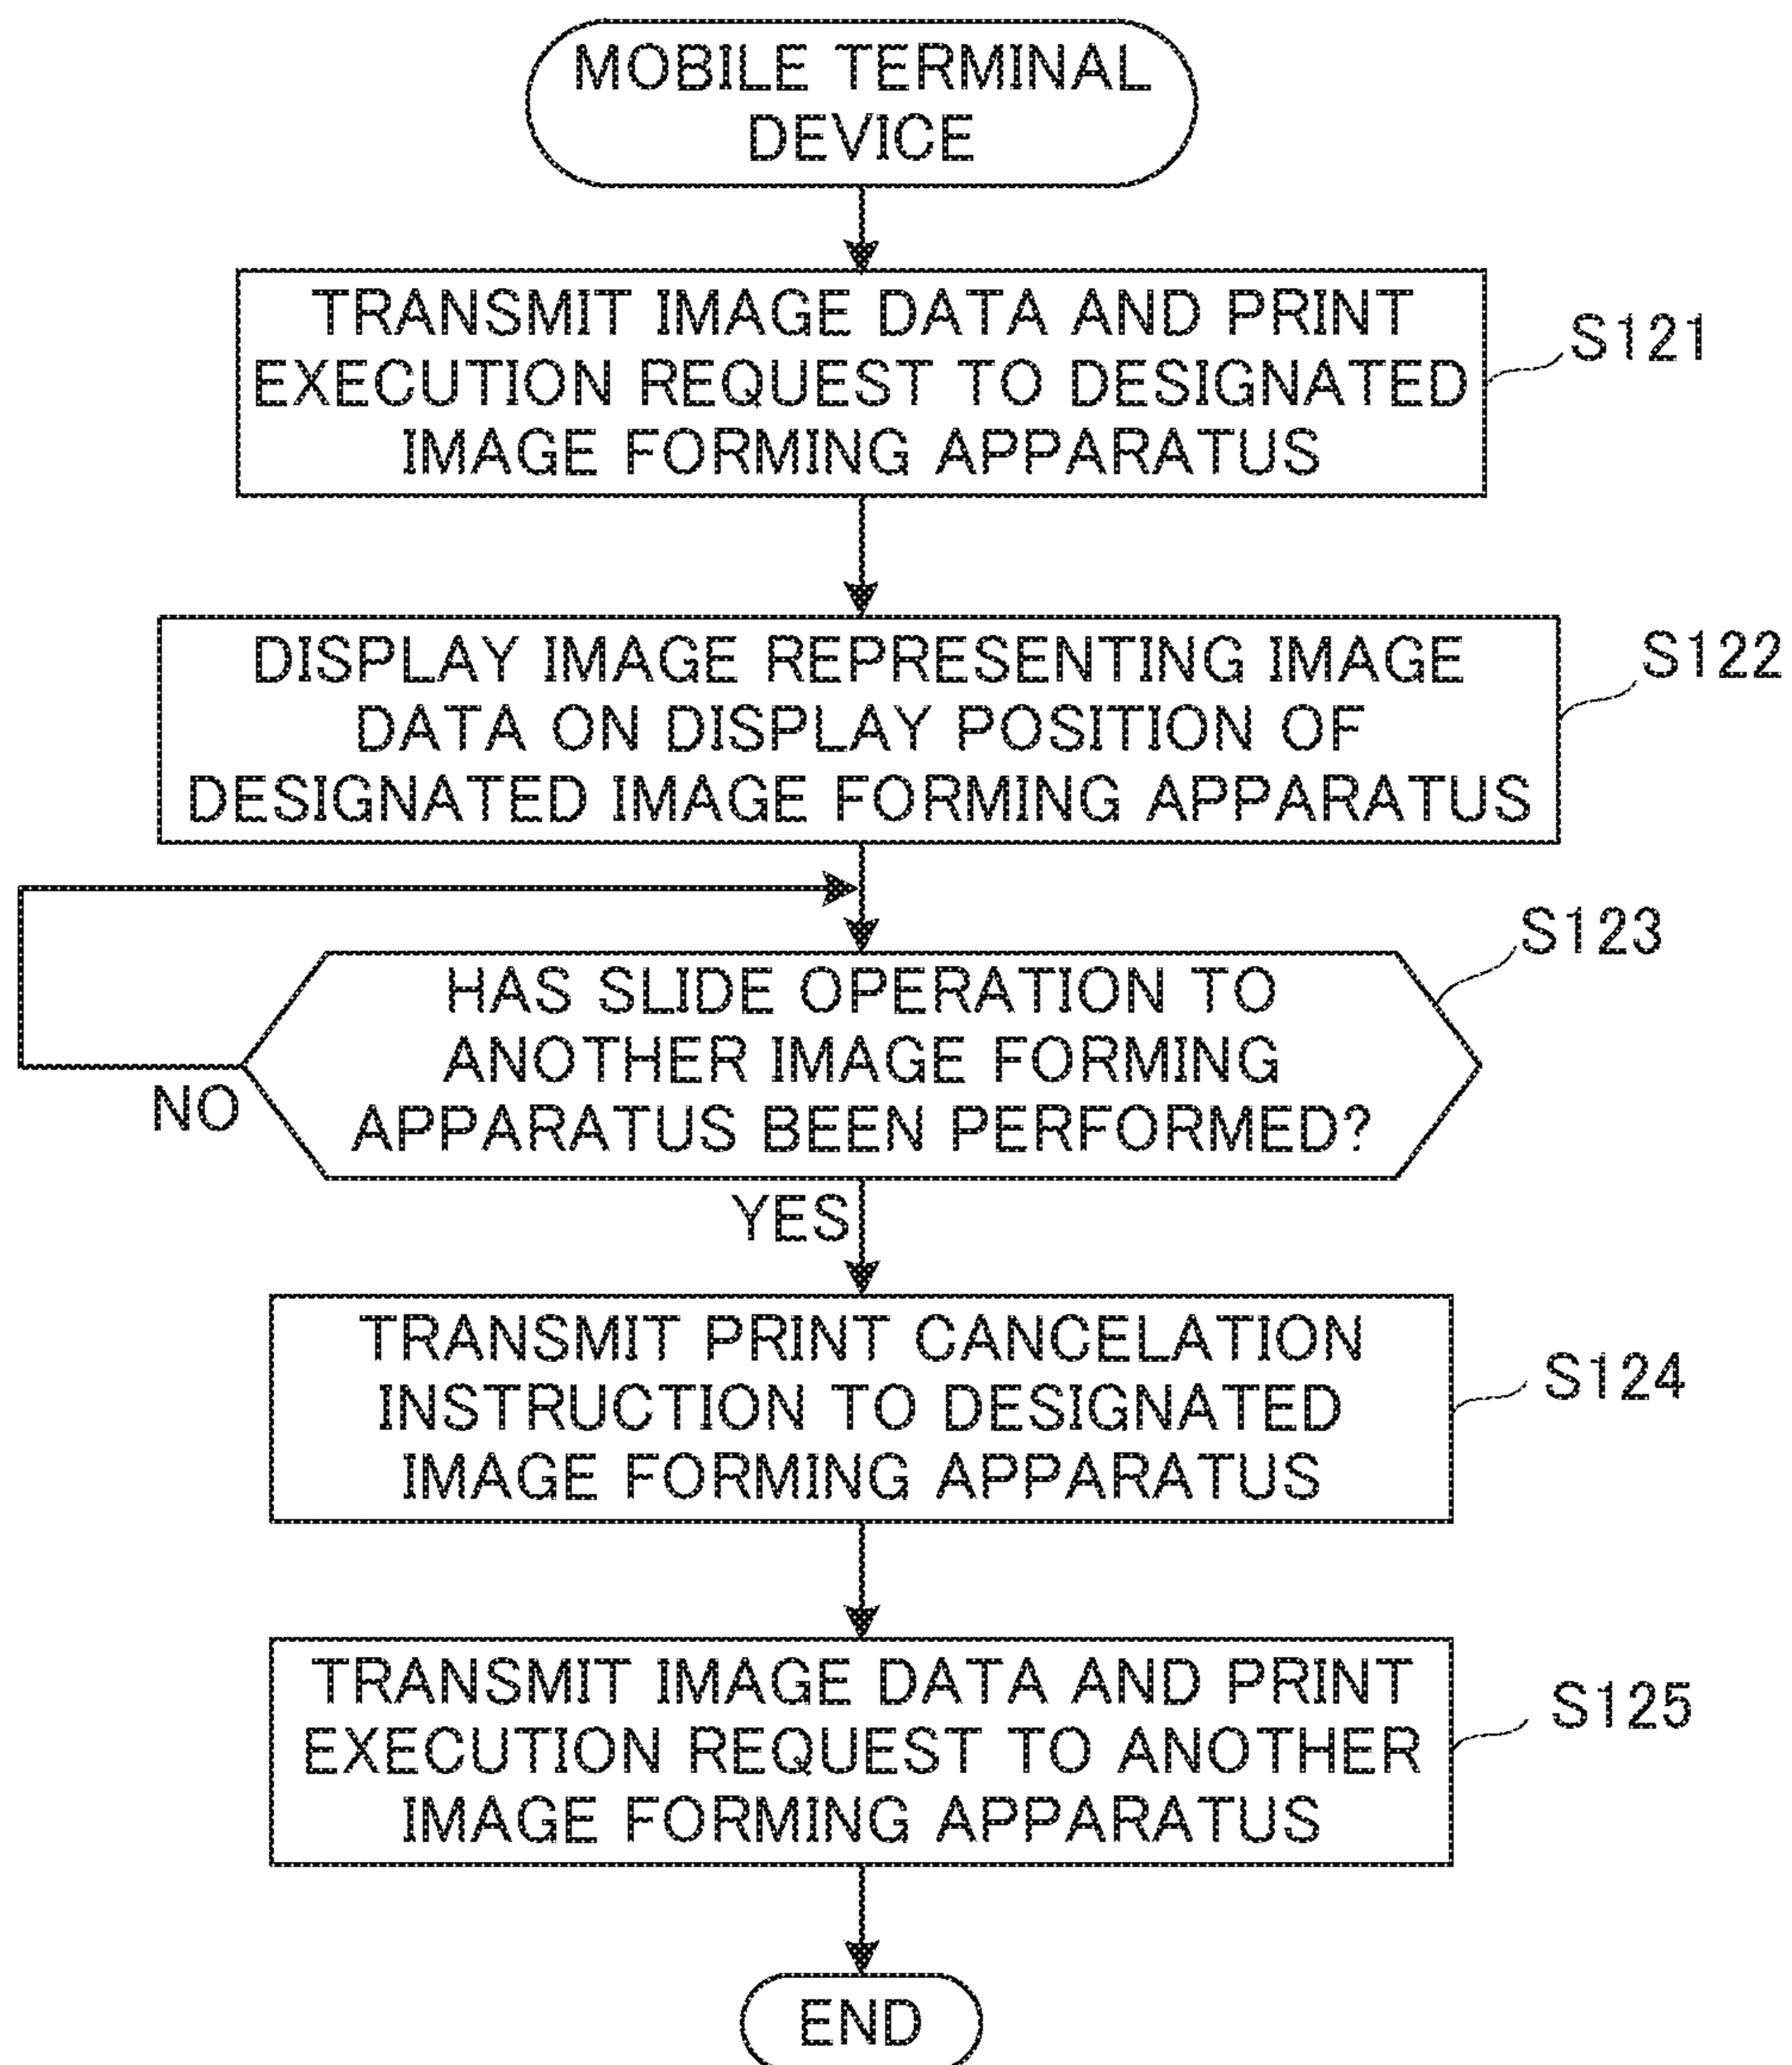 MOBILE TERMINAL
DEVICE
TRANSMIT IMAGE DATA AND PRINT
EXECUTION REQUEST TO DESIGNATED
IMAGE FORMING APPARATUS
S121
DISPLAY IMAGE REPRESENTING IMAGE
DATA ON DISPLAY POSITION OF
DESIGNATED IMAGE FORMING APPARATUS
S122
HAS SLIDE OPERATION TO
ANOTHER IMAGE FORMING
APPARATUS BEEN PERFORMED?
S123
NO
YES
TRANSMIT PRINT CANCELATION
INSTRUCTION TO DESIGNATED
IMAGE FORMING APPARATUS
S124
TRANSMIT IMAGE DATA AND PRINT
EXECUTION REQUEST TO ANOTHER
IMAGE FORMING APPARATUS
S125
END